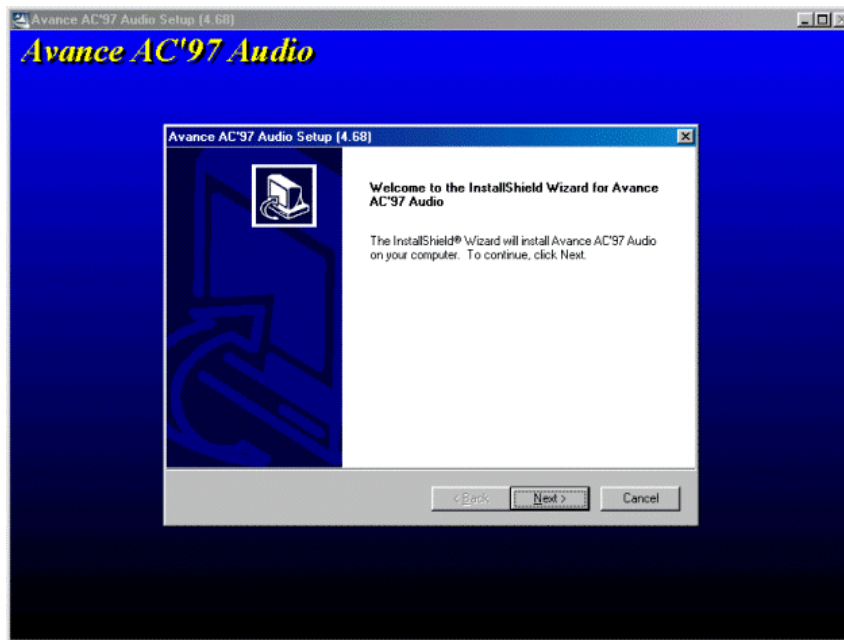 Avance AC'97 Audio Setup (4.68)
Avance AC'97 Audio
Avance AC'97 Audio Setup (4.68)
Welcome to the InstallShield Wizard for Avance
AC'97 Audio
The InstallShield® Wizard will install Avance AC'97 Audio
on your computer. To continue, click Next.
< Back Next > Cancel